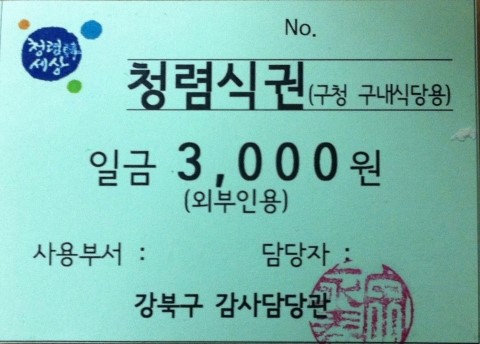 No.
청렴
세상
청렴식권(구청 구내식당용)
일금 3,000원
(외부인용)
사용부서 : 담당자 :
강북구 감사담당관